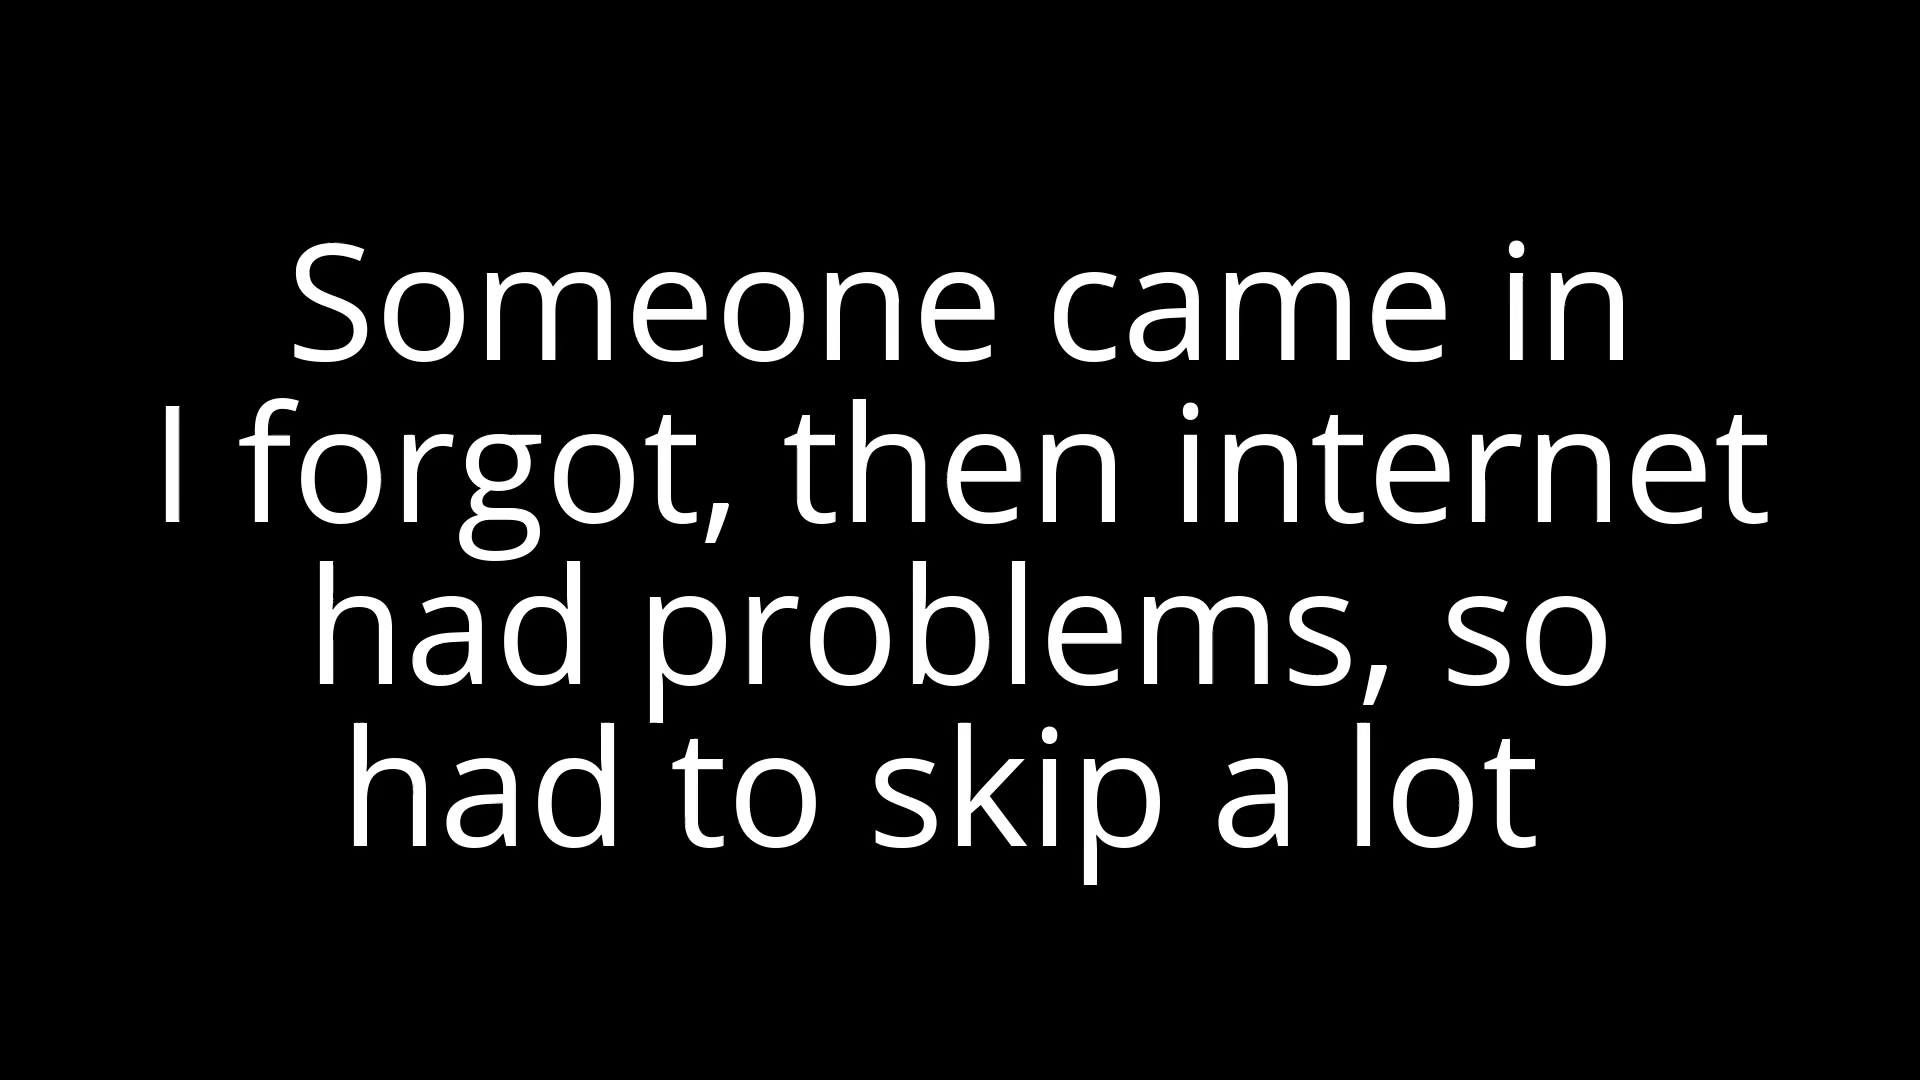 Someone came in
I forgot, then internet
had problems, so
had to skip a lot